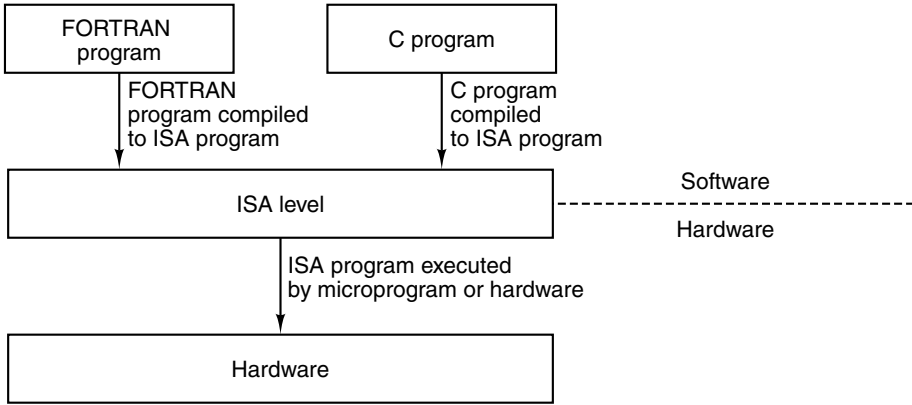 FORTRAN
program
C program
FORTRAN
program compiled
to ISA program
C program
compiled
to ISA program
ISA level
Software
Hardware
ISA program executed
by microprogram or hardware
Hardware